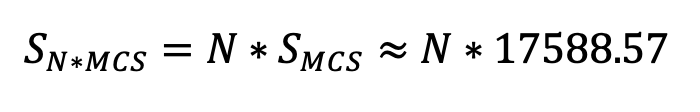 S_{N*MCS} = N * S_{MCS} ≈ N * 17588.57